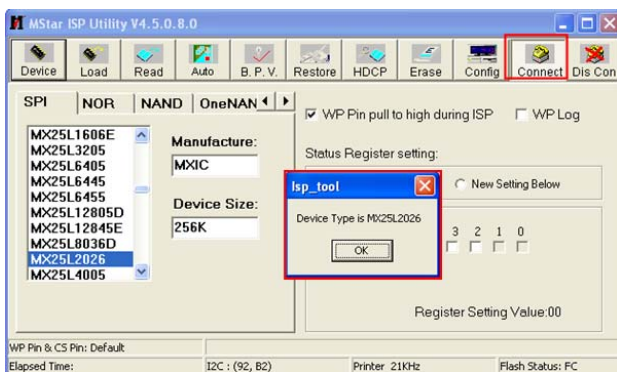 MStar ISP Utility V4.5.0.8.0
Device Load Read Auto B. P. V. Restore HDCP Erase Config Connect Dis Con
SPI NOR NAND OneNAN
WP Pin pull to high during ISP WP Log
MX25L1606E
MX25L3205
MX25L6405
MX25L6445
MX25L6455
MX25L12805D
MX25L12845E
MX25L8036D
MX25L2026
MX25L4005
Manufacture:
MXIC
Device Size:
256K
Status Register setting:
New Setting Below
Isp_tool
Device Type is MX25L2026
OK
3 2 1 0
Register Setting Value:00
WP Pin & CS Pin: Default
Elapsed Time: I2C : (92, B2) Printer 21KHz Flash Status: FC